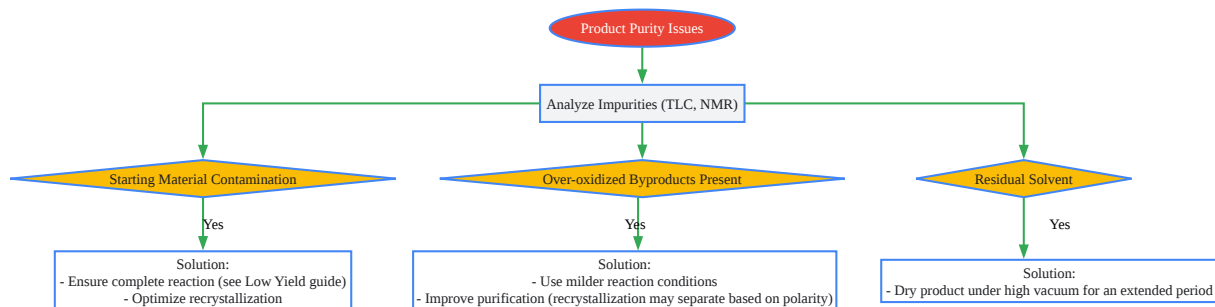 Product Purity Issues
Analyze Impurities (TLC, NMR)
Starting Material Contamination
Over-oxidized Byproducts Present
Residual Solvent
Yes
Yes
Yes
Solution:
- Ensure complete reaction (see Low Yield guide)
- Optimize recrystallization
Solution:
- Use milder reaction conditions
- Improve purification (recrystallization may separate based on polarity)
Solution:
- Dry product under high vacuum for an extended period